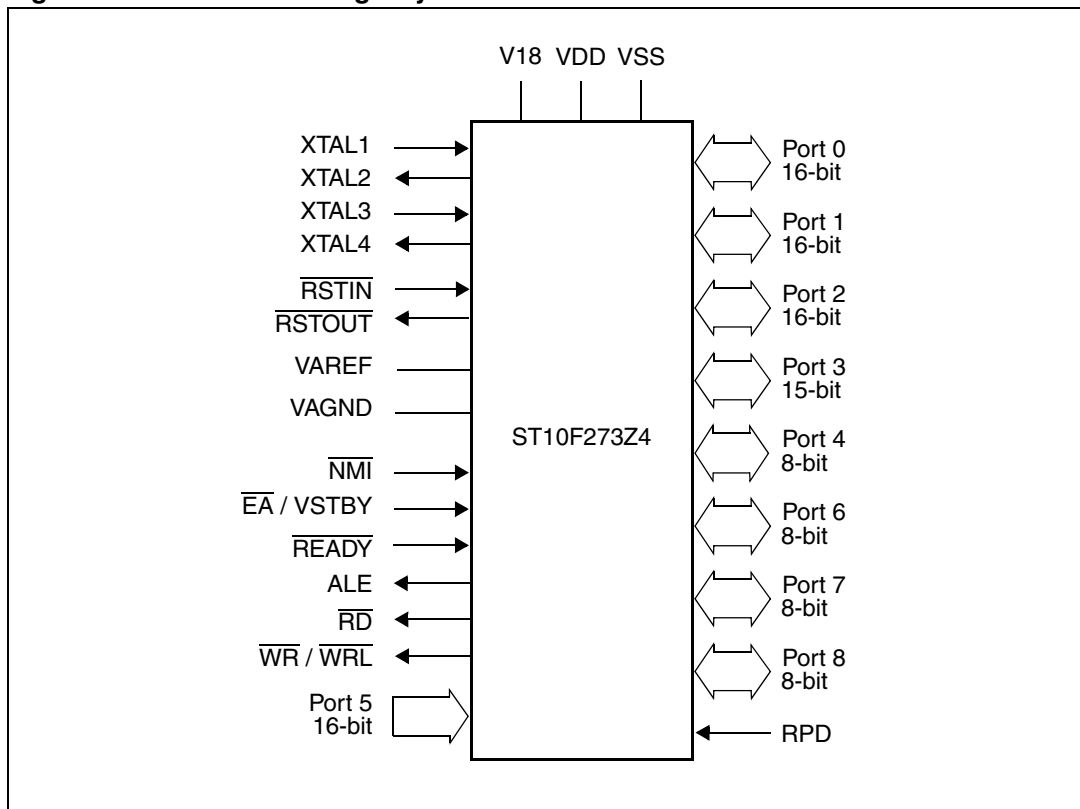 V18 VDD VSS
XTAL1
XTAL2
XTAL3
XTAL4
RSTIN
RSTOUT
VAREF
VAGND
NMI
EA / VSTBY
READY
ALE
RD
WR / WRL
Port 5
16-bit
ST10F273Z4
Port 0
16-bit
Port 1
16-bit
Port 2
16-bit
Port 3
15-bit
Port 4
8-bit
Port 6
8-bit
Port 7
8-bit
Port 8
8-bit
RPD